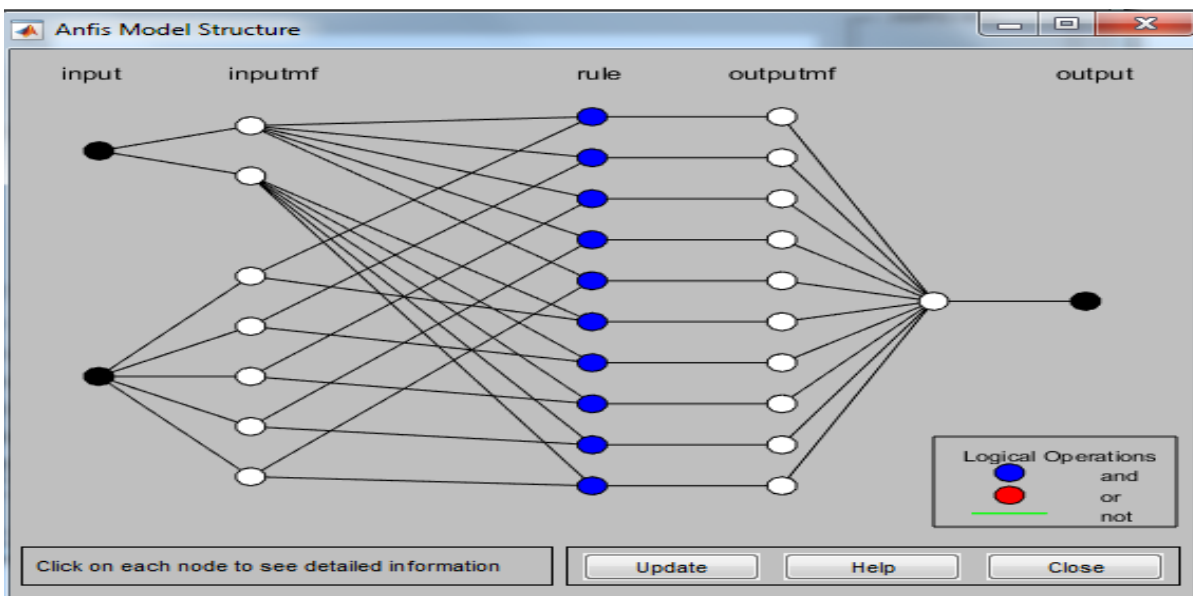 Anfis Model Structure
input inputmf rule outputmf output
Logical Operations
and
or
not
Click on each node to see detailed information
Update Help Close